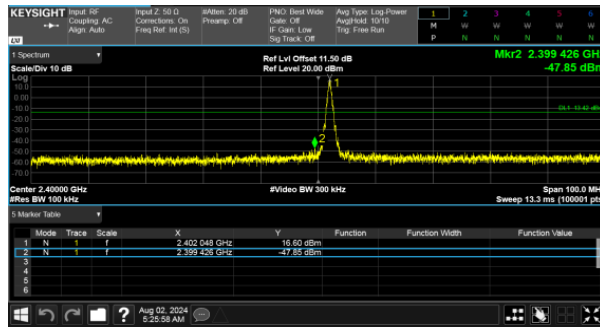 KEYSIGHT Input: RF Input Z: 50 Ω #Atten: 20 dB PNO: Best Wide Avg Type: Log-Power 1 2 3 4 5 6
Coupling: AC Corrections: On Preamp: Off Gate: Off Avg|Hold: 10/10 M W W W W W
Align: Auto Freq Ref: Int (S) IF Gain: Low Trig: Free Run P N N N N N
Sig Track: Off
LXI
1 Spectrum Ref Lvl Offset 11.50 dB Mkr2 2.399 426 GH
Scale/Div 10 dB Ref Level 20.00 dBm -47.85 dBm
Log
10.0
0.00
-10.0
DL1 -13.42 dB
-20.0
-30.0
-40.0
-50.0
-60.0
-70.0
1
2
Center 2.40000 GHz #Video BW 300 kHz Span 100.0 MH
#Res BW 100 kHz Sweep 13.3 ms (100001 pts
5 Marker Table
Mode Trace Scale X Y Function Function Width Function Value
1 N 1 f 2.402 048 GHz 16.60 dBm
2 N 1 f 2.399 426 GHz -47.85 dBm
3
4
5
6
? Aug 02, 2024
5:25:58 AM